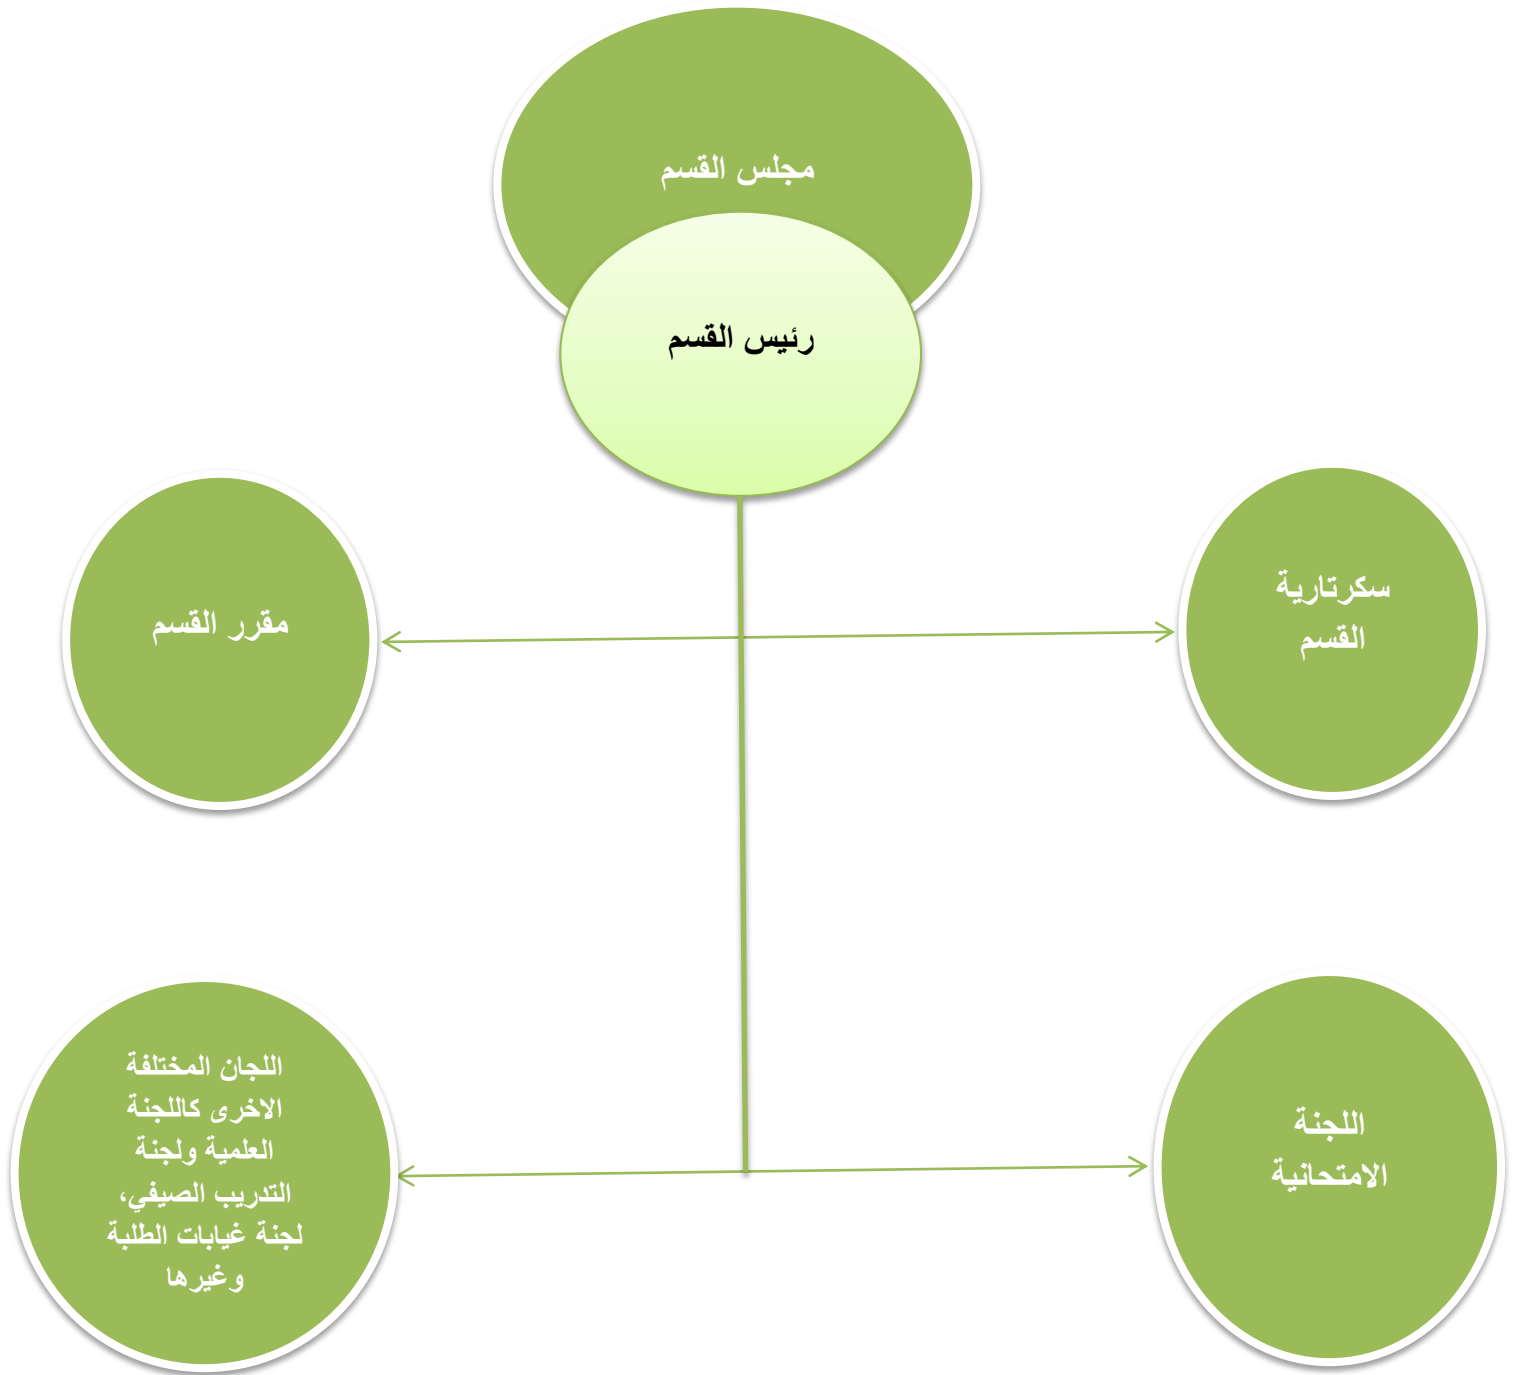 مجلس القسم
رئيس القسم
سكرتارية
القسم
مقرر القسم
اللجنة
الامتحانية
اللجان المختلفة
الاخرى كاللجنة
العلمية ولجنة
التدريب الصيفي،
لجنة غيابات الطلبة
وغيرها